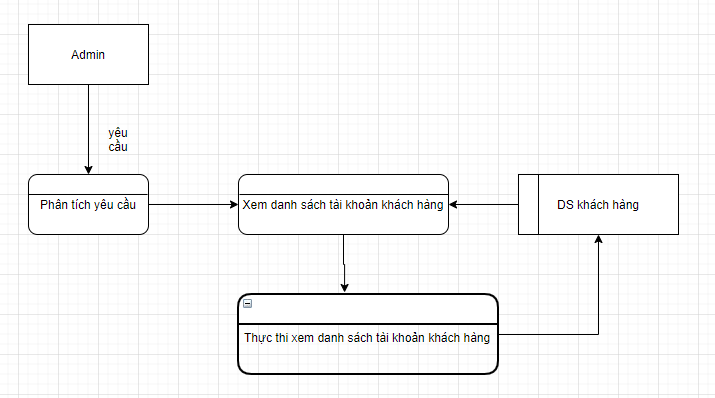 Admin
yêu
cầu
Phân tích yêu cầu
Xem danh sách tài khoản khách hàng
DS khách hàng
Thực thi xem danh sách tài khoản khách hàng